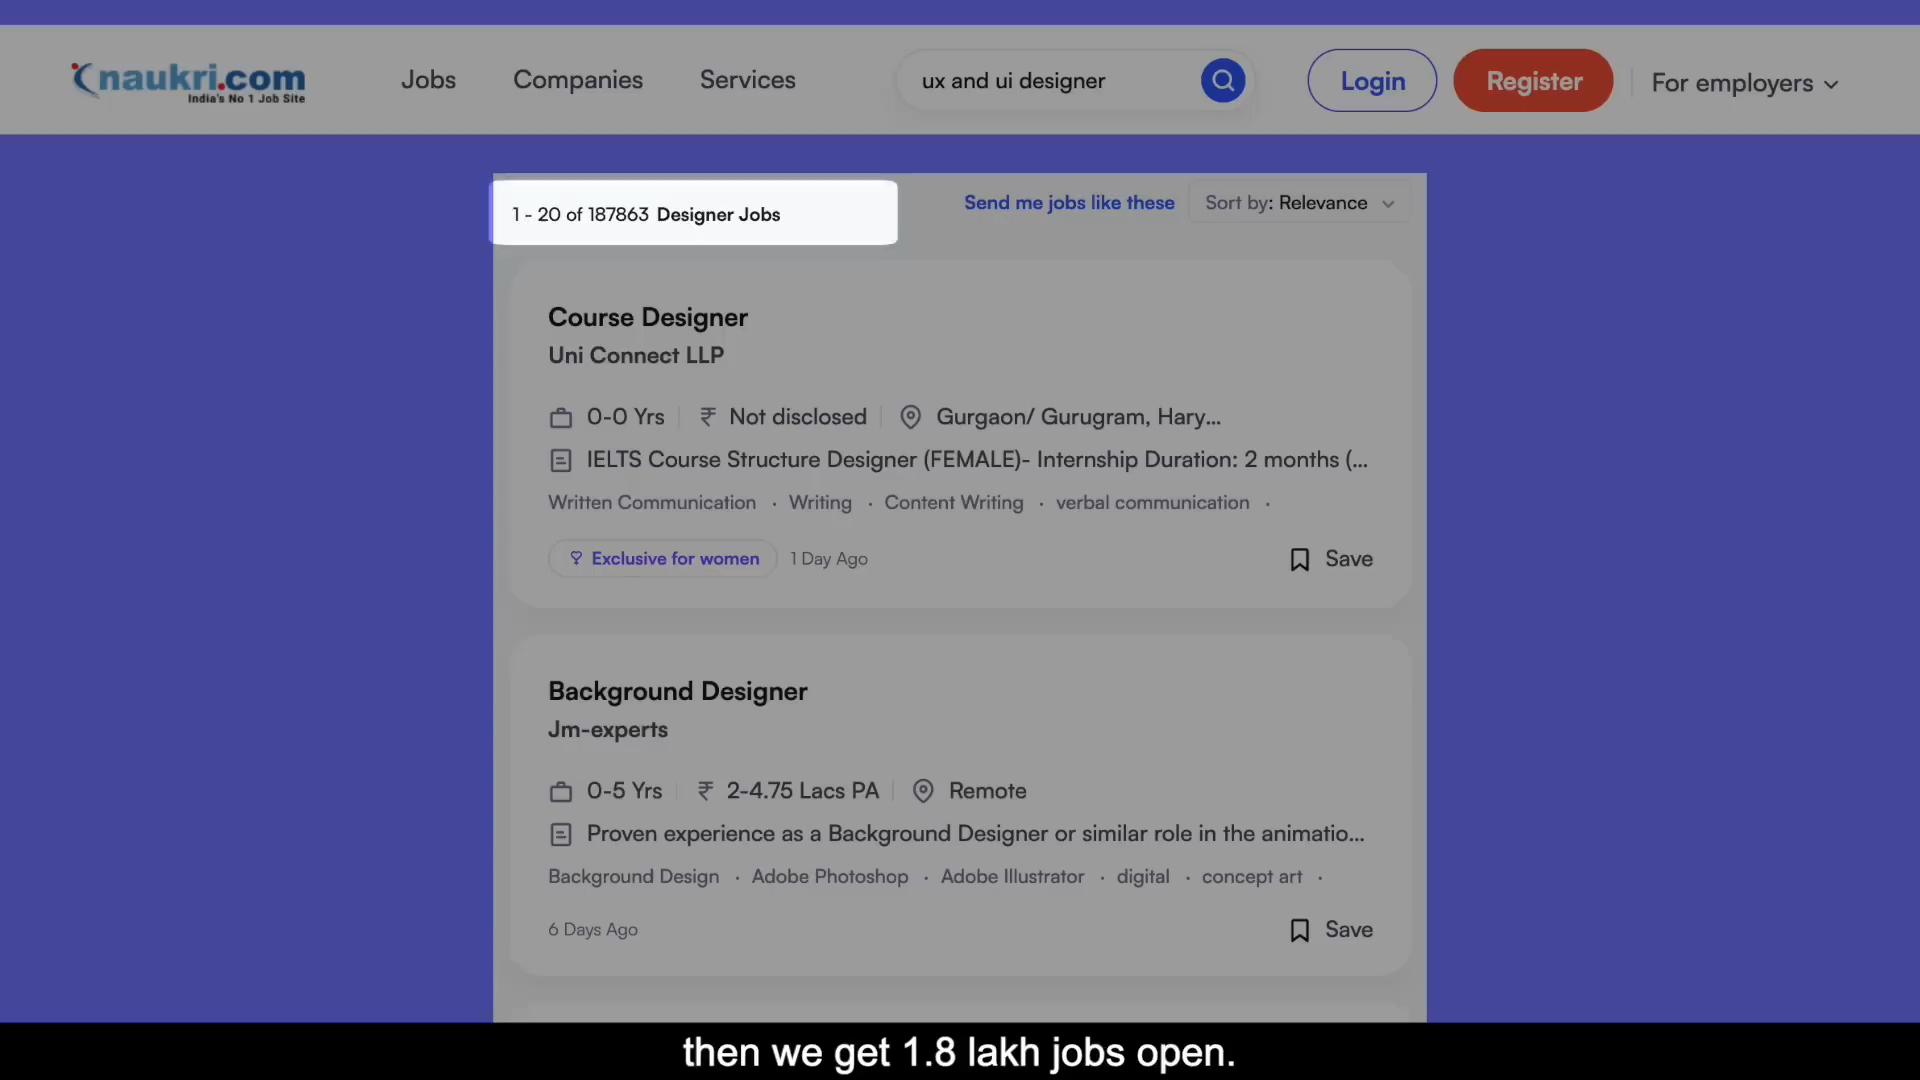 naukri.com
India's No 1 Job Site
Jobs
Companies
Services
ux and ui designer
Login
Register
For employers
1 - 20 of 187863 Designer Jobs
Send me jobs like these
Sort by: Relevance
Course Designer
Uni Connect LLP
0-0 Yrs ₹ Not disclosed Gurgaon/ Gurugram, Hary...
IELTS Course Structure Designer (FEMALE)- Internship Duration: 2 months (...
Written Communication · Writing · Content Writing · verbal communication ·
Exclusive for women 1 Day Ago
Save
Background Designer
Jm-experts
0-5 Yrs ₹ 2-4.75 Lacs PA Remote
Proven experience as a Background Designer or similar role in the animatio...
Background Design · Adobe Photoshop · Adobe Illustrator · digital · concept art ·
6 Days Ago
Save
then we get 1.8 lakh jobs open.